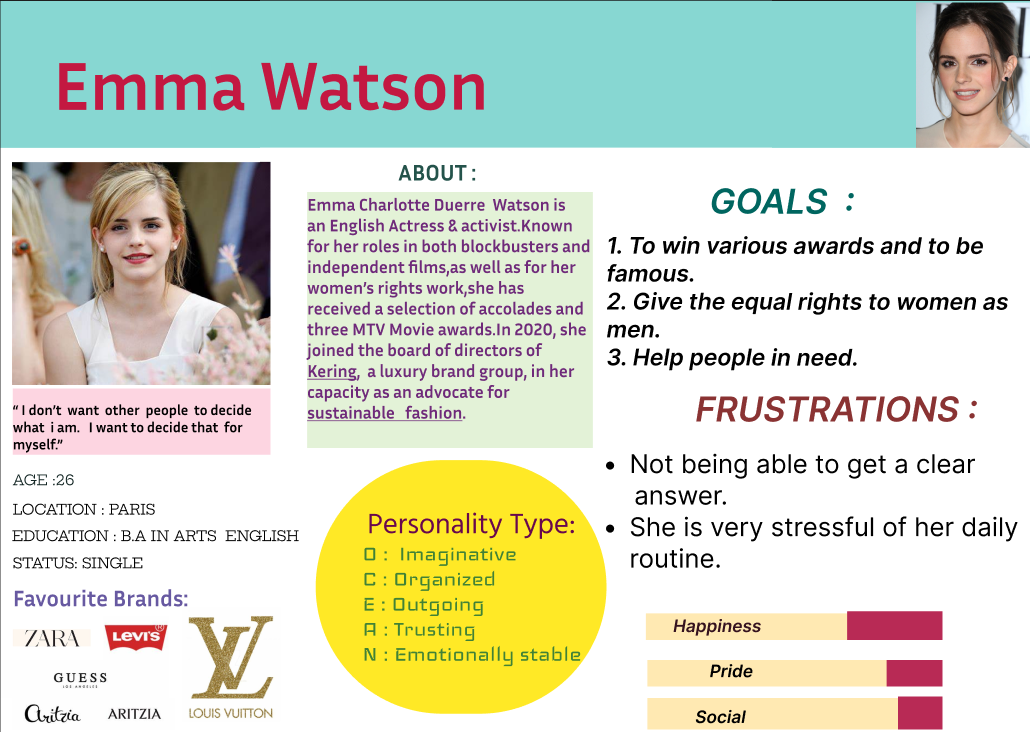 Emma Watson
ABOUT :
Emma Charlotte Duerre Watson is
an English Actress & activist.Known
for her roles in both blockbusters and
independent films,as well as for her
women's rights work,she has
received a selection of accolades and
three MTV Movie awards.In 2020, she
joined the board of directors of
Kering, a luxury brand group, in her
capacity as an advocate for
sustainable fashion.
“ I don't want other people to decide
what i am. I want to decide that for
myself.”
AGE :26
LOCATION : PARIS
EDUCATION : B.A IN ARTS ENGLISH
STATUS: SINGLE
Favourite Brands:
ZARA
LEVI'S®
LV
GUESS
LOS ANGELES
Aritzia
ARITZIA
LOUIS VUITTON
Personality Type:
O : Imaginative
C : Organized
E : Outgoing
A : Trusting
N : Emotionally stable
GOALS :
1. To win various awards and to be
famous.
2. Give the equal rights to women as
men.
3. Help people in need.
FRUSTRATIONS :
• Not being able to get a clear
answer.
• She is very stressful of her daily
routine.
Happiness
Pride
Social